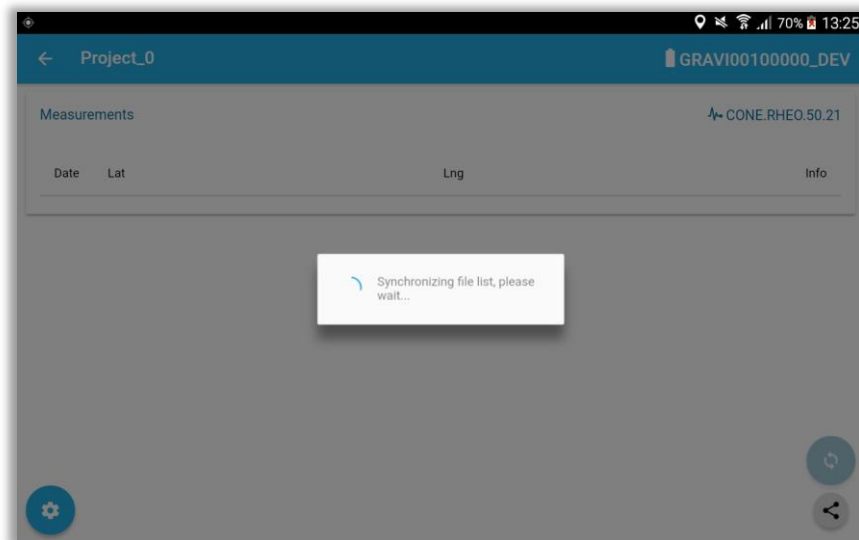 70% 13:25
Project_0 GRAVI00100000_DEV
Measurements CONE.RHEO.50.21
Date Lat Lng Info
Synchronizing file list, please
wait...